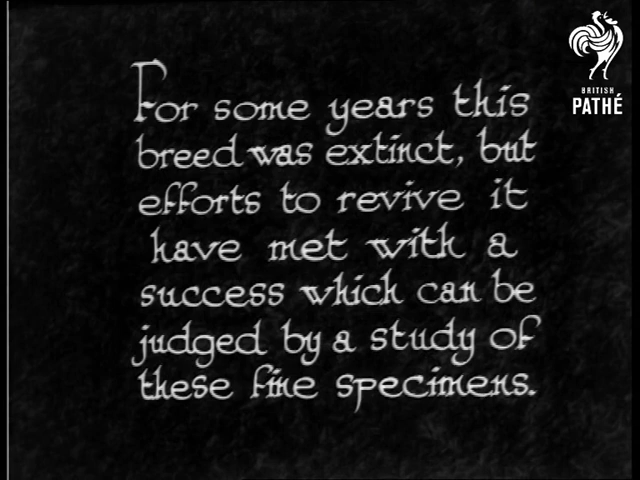 BRITISH
PATHÉ
For some years this
breed was extinct, but
efforts to revive it
have met with a
success which can be
judged by a study of
these fine specimens.